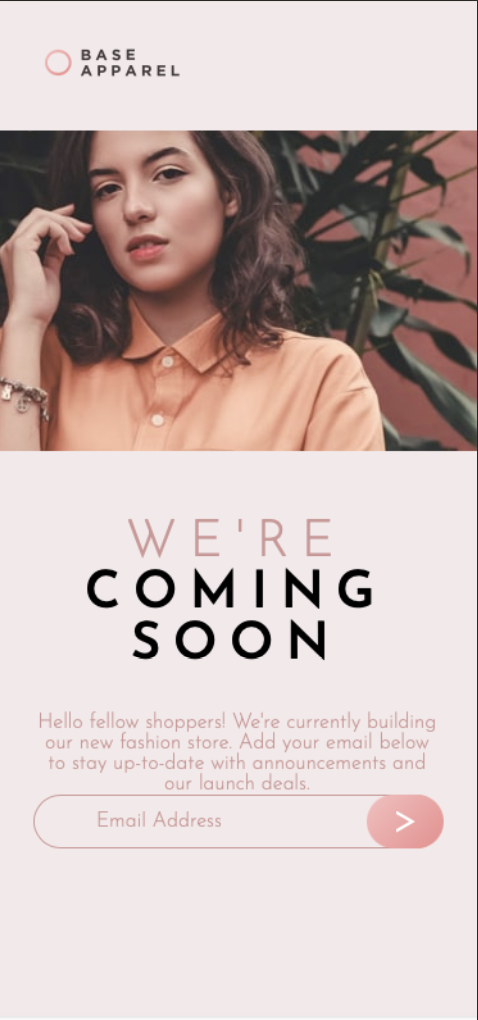 BASE
APPAREL
WE'RE
COMING
SOON
Hello fellow shoppers! We're currently building
our new fashion store. Add your email below
to stay up-to-date with announcements and
our launch deals.
Email Address
>